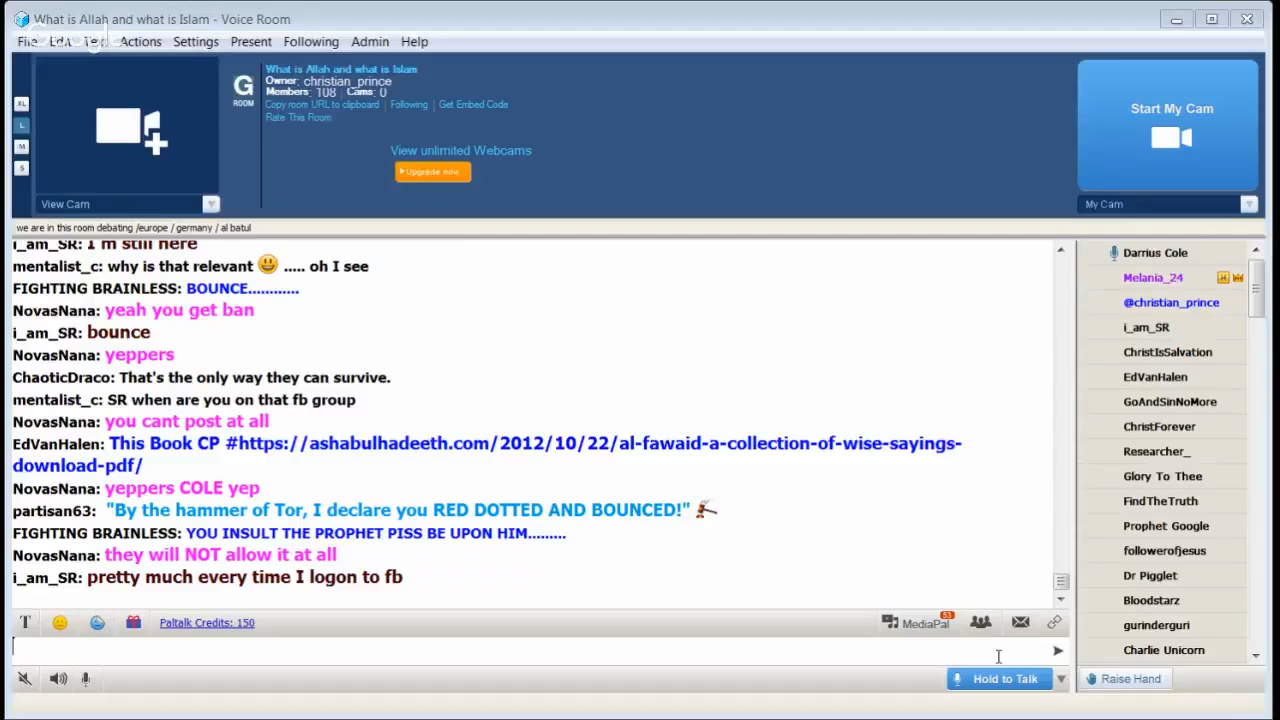 What is Allah and what is Islam - Voice Room
Google
File Edit Text Actions Settings Present Following Admin Help
XL
L
M
S
G
ROOM
What is Allah and what is Islam
Owner: christian_prince
Members: 108 Cams: 0
Copy room URL to clipboard | Following | Get Embed Code
Rate This Room
View unlimited Webcams
Upgrade now
Start My Cam
View Cam
My Cam
we are in this room debating /europe / germany / al batul
i_am_SR: I m still here
mentalist_c: why is that relevant ..... oh I see
FIGHTING BRAINLESS: BOUNCE............
NovasNana: yeah you get ban
i_am_SR: bounce
NovasNana: yeppers
ChaoticDraco: That's the only way they can survive.
mentalist_c: SR when are you on that fb group
NovasNana: you cant post at all
EdVanHalen: This Book CP #https://ashabulhadeeth.com/2012/10/22/al-fawaid-a-collection-of-wise-sayings-
download-pdf/
NovasNana: yeppers COLE yep
partisan63: "By the hammer of Tor, I declare you RED DOTTED AND BOUNCED!"
FIGHTING BRAINLESS: YOU INSULT THE PROPHET PISS BE UPON HIM.........
NovasNana: they will NOT allow it at all
i_am_SR: pretty much every time I logon to fb
Darrius Cole
Melania_24
@christian_prince
i_am_SR
ChristIsSalvation
EdVanHalen
GoAndSinNoMore
ChristForever
Researcher_
Glory To Thee
FindTheTruth
Prophet Google
followerofjesus
Dr Pigglet
Bloodstarz
gurinderguri
Charlie Unicorn
T
Paltalk Credits: 150
MediaPal
53
Hold to Talk
Raise Hand